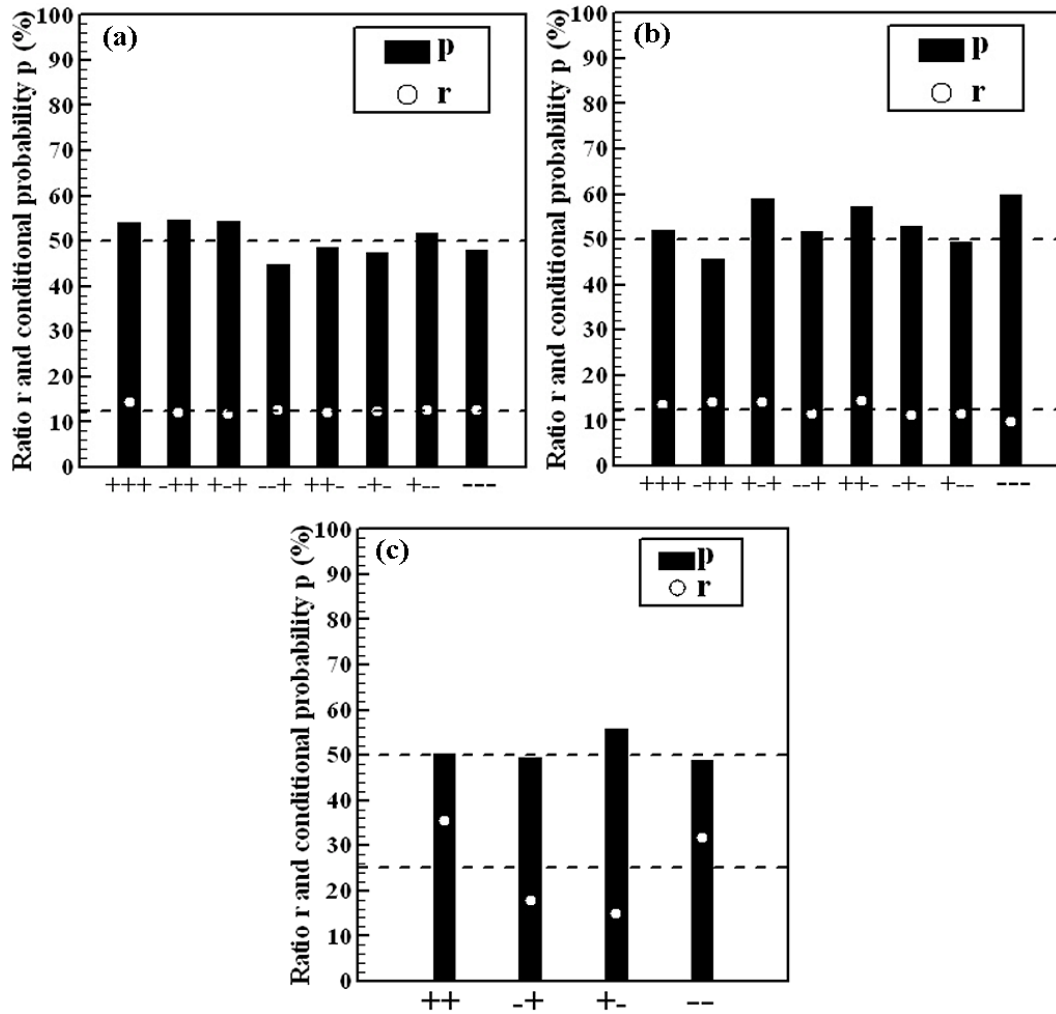 (a)
p
r
Ratio r and conditional probability p (%)
100
90
80
70
60
50
40
30
20
10
0
+++ -++ +-+ --+ ++- -+- +-- ---
(b)
p
r
Ratio r and conditional probability p (%)
100
90
80
70
60
50
40
30
20
10
0
+++ -++ +-+ --+ ++- -+- +-- ---
(c)
p
r
Ratio r and conditional probability p (%)
100
90
80
70
60
50
40
30
20
10
0
++ -+ +- --